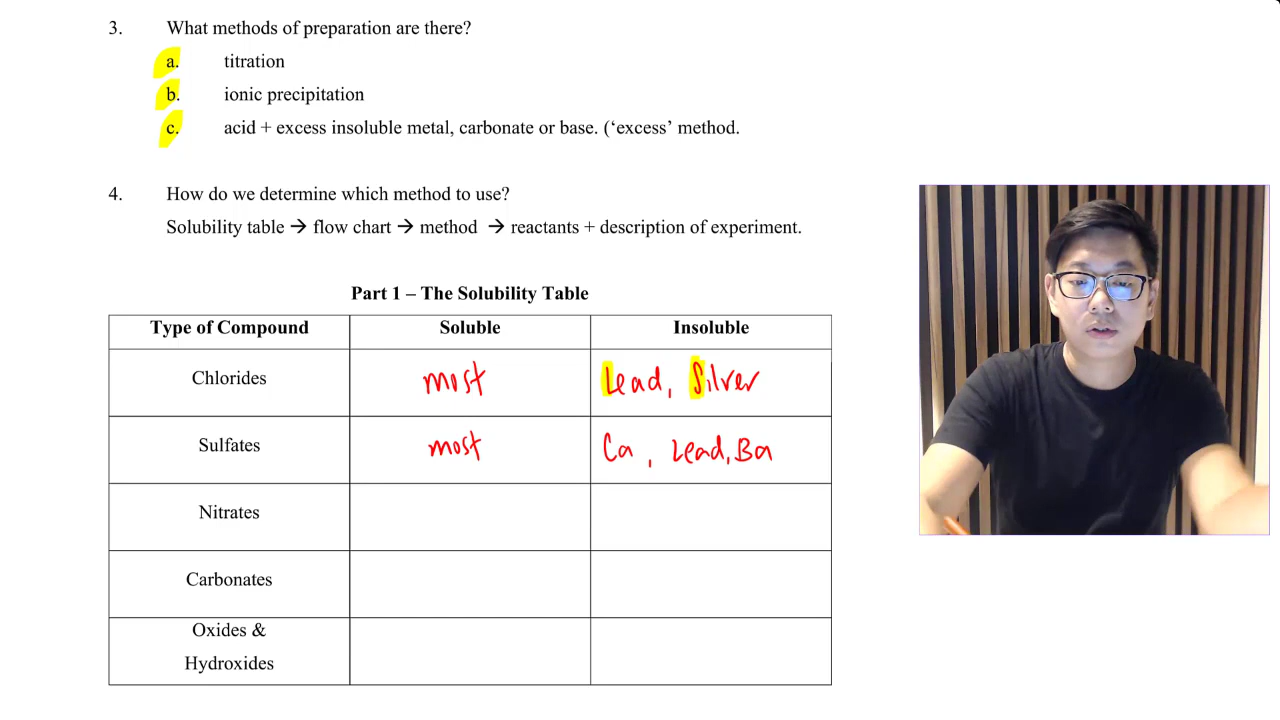 3. What methods of preparation are there?
a. titration
b. ionic precipitation
c. acid + excess insoluble metal, carbonate or base. (‘excess’ method.
4. How do we determine which method to use?
Solubility table → flow chart → method → reactants + description of experiment.
Part 1 – The Solubility Table
Type of Compound Soluble Insoluble
Chlorides most Lead, Silver
Sulfates most Ca, Lead, Ba
Nitrates
Carbonates
Oxides &
Hydroxides